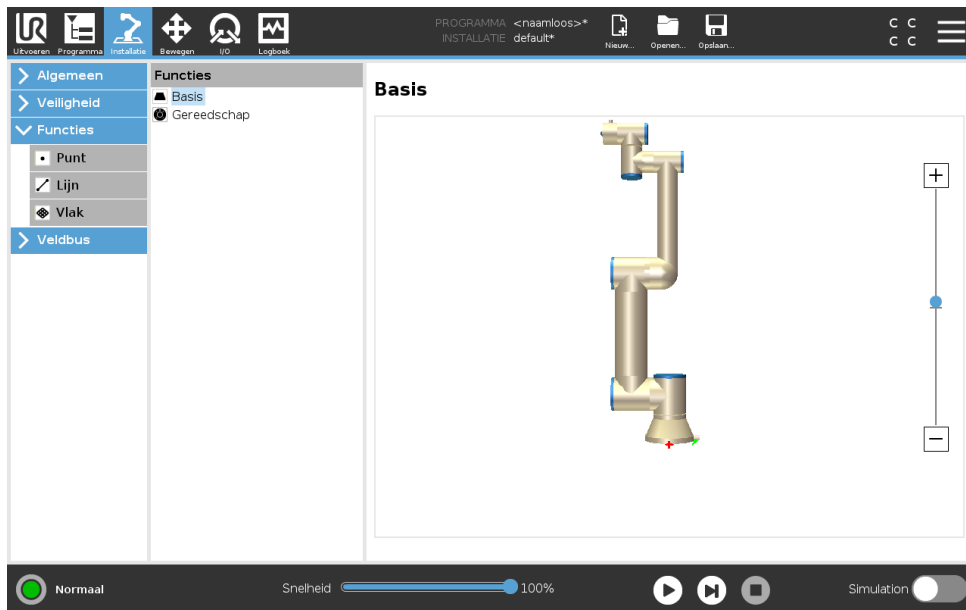 UR
Uitvoeren Programma Installatie Bewegen I/O Logboek
PROGRAMMA <naamloos>*
INSTALLATIE default*
Nieuw... Openen... Opslaan...
C C
C C
Algemeen
Veiligheid
Functies
Punt
Lijn
Vlak
Veldbus
Functies
Basis
Gereedschap
Basis
Normaal
Snelheid
100%
Simulation